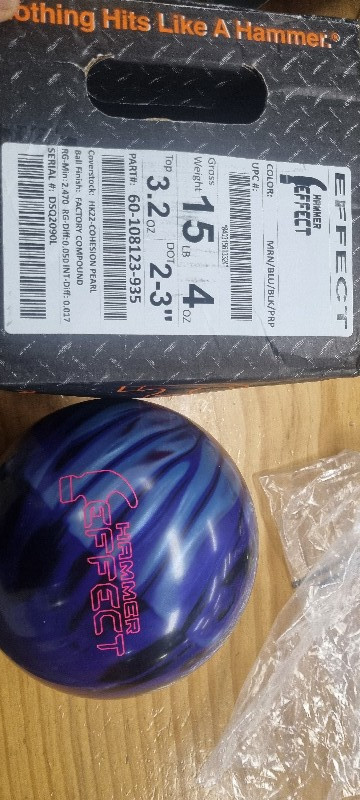 othing Hits Like A Hammer.®
EFFECT
HAMMER
EFFECT
COLOR: MRN/BLU/BLK/PRP
UPC #:
Gross Weight 15 LB 4 OZ
Top 3.2 OZ DOT 2-3"
PART#: 60-108123-935
Coverstock: HK22-COHESION PEARL
Ball Finish: FACTORY COMPOUND
RG-Min: 2.470 RG-Diff:0.050 INT-Diff: 0.017
SERIAL #: DSQ2090L
HAMMER
EFFECT